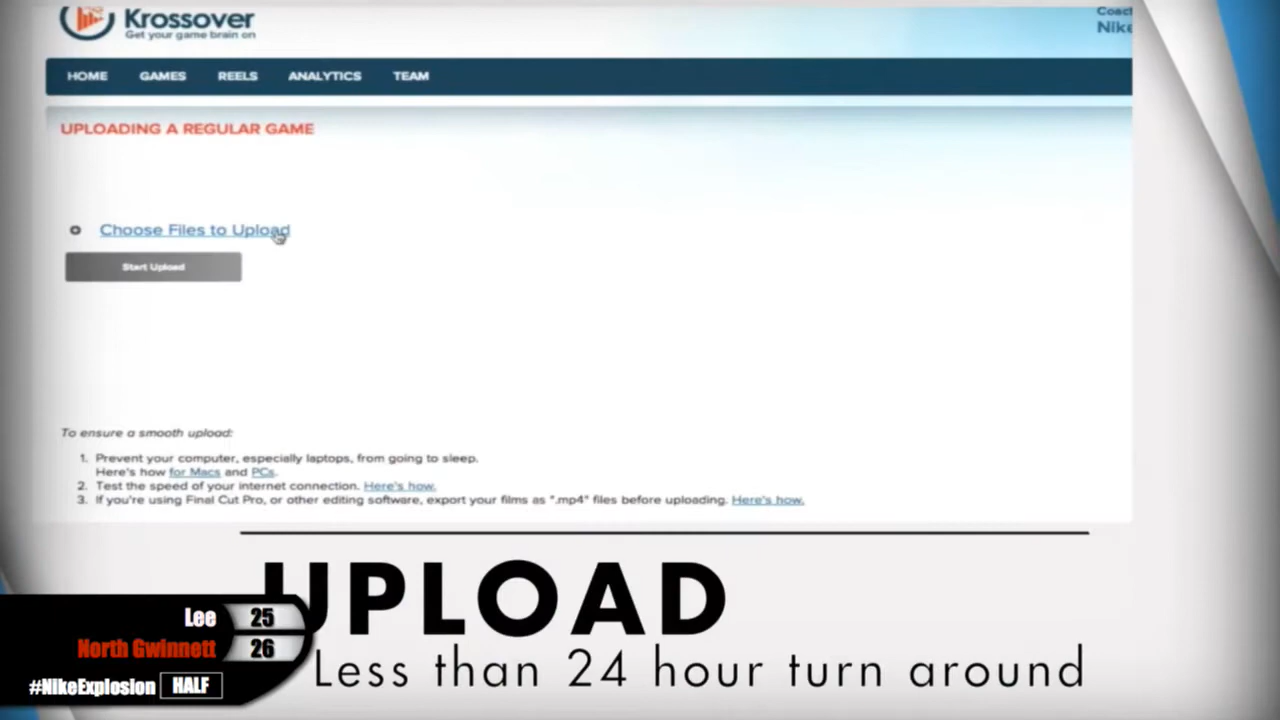 Krossover
Get your game brain on
Coach
Nike
HOME GAMES REELS ANALYTICS TEAM
UPLOADING A REGULAR GAME
Choose Files to Upload
Start Upload
To ensure a smooth upload:
1. Prevent your computer, especially laptops, from going to sleep.
Here's how for Macs and PCs.
2. Test the speed of your internet connection. Here's how.
3. If you're using Final Cut Pro, or other editing software, export your films as ".mp4" files before uploading. Here's how.
UPLOAD
Less than 24 hour turn around
Lee 25
North Gwinnett 26
#NikeExplosion HALF